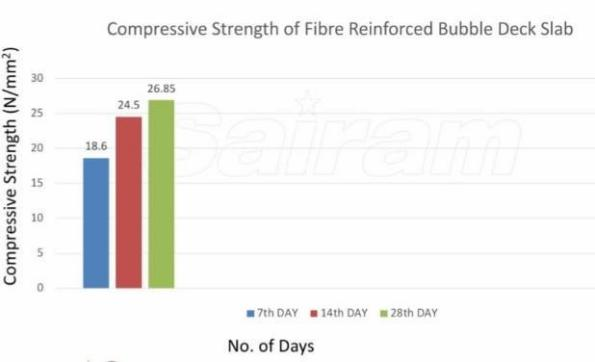 Compressive Strength of Fibre Reinforced Bubble Deck Slab
Compressive Strength (N/mm²)
30
25
20
15
10
5
0
18.6
24.5
26.85
Sairam
7th DAY 14th DAY 28th DAY
No. of Days